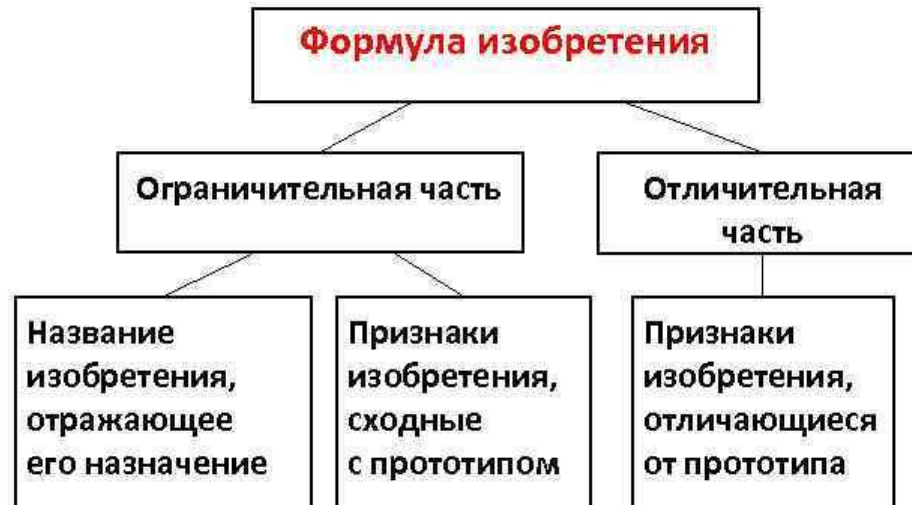 Формула изобретения
Ограничительная часть
Отличительная
часть
Название
изобретения,
отражающее
его назначение
Признаки
изобретения,
сходные
с прототипом
Признаки
изобретения,
отличающиеся
от прототипа